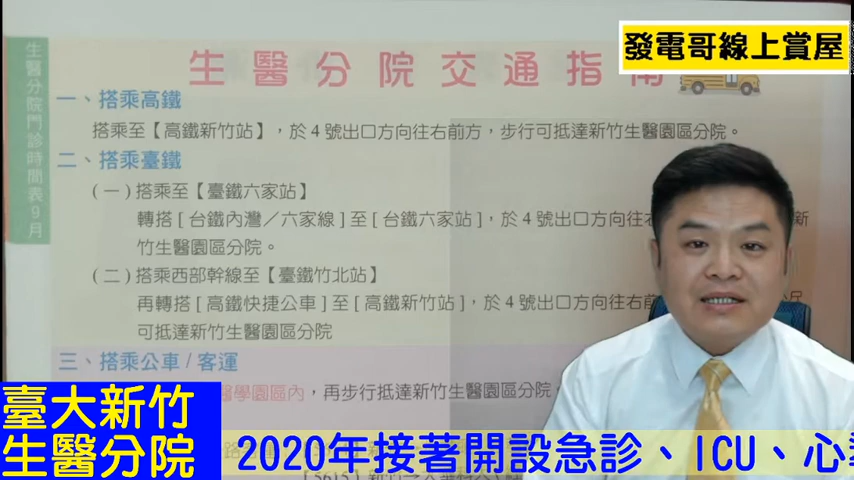 發電哥線上賞屋
生醫分院交通指南
生醫分院門診時間表9月
一、搭乘高鐵
搭乘至【高鐵新竹站】，於4號出口方向往右前方，步行可抵達新竹生醫園區分院。
二、搭乘臺鐵
(一)搭乘至【臺鐵六家站】
轉搭[台鐵內灣／六家線]至[台鐵六家站]，於4號出口方向往右 新
竹生醫園區分院。
(二)搭乘西部幹線至【臺鐵竹北站】
再轉搭[高鐵快捷公車]至[高鐵新竹站]，於4號出口方向往右前
可抵達新竹生醫園區分院
三、搭乘公車/客運
醫學園區內，再步行抵達新竹生醫園區分院。
臺大新竹
生醫分院
2020年接著開設急診、ICU、心